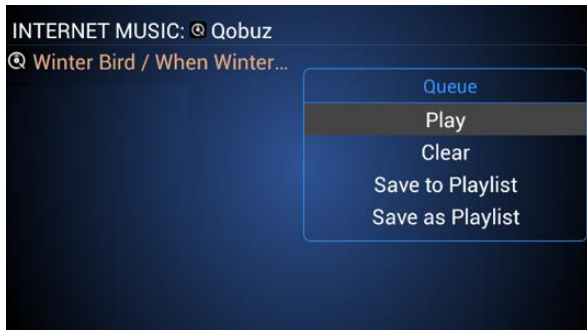 INTERNET MUSIC: Qobuz
Winter Bird / When Winter...
Queue
Play
Clear
Save to Playlist
Save as Playlist